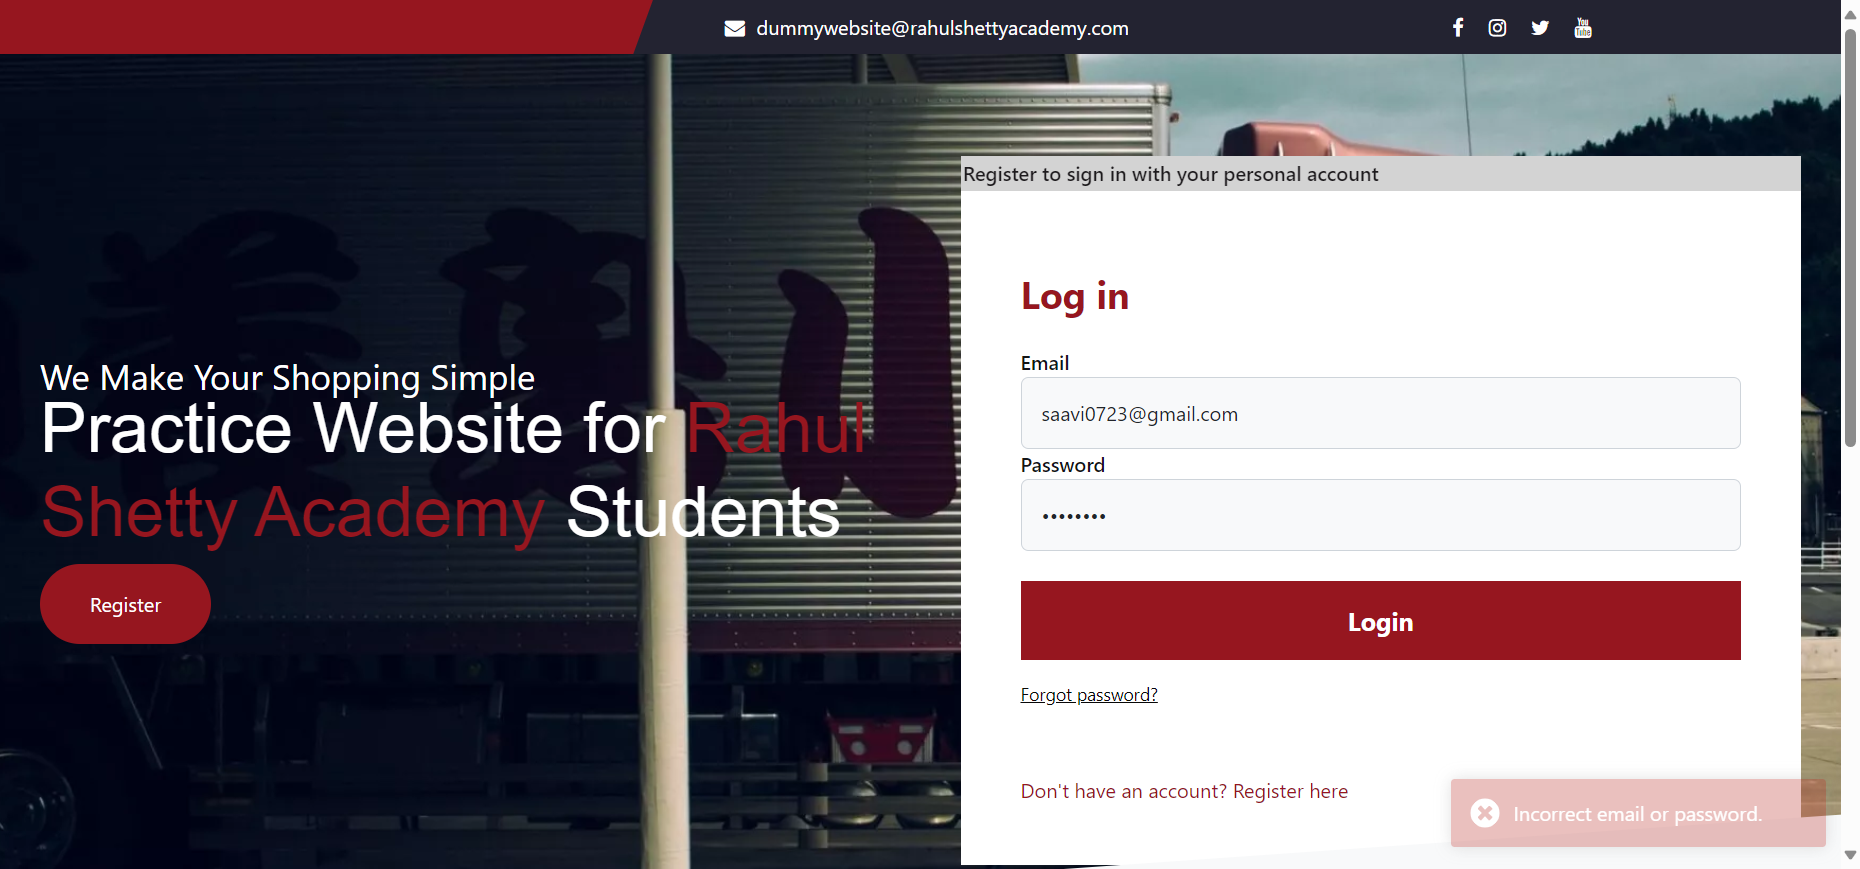 dummywebsite@rahulshettyacademy.com
Register to sign in with your personal account
We Make Your Shopping Simple
Practice Website for Rahul
Shetty Academy Students
Register
Log in
Email
saavi0723@gmail.com
Password
••••••••
Login
Forgot password?
Don't have an account? Register here
Incorrect email or password.